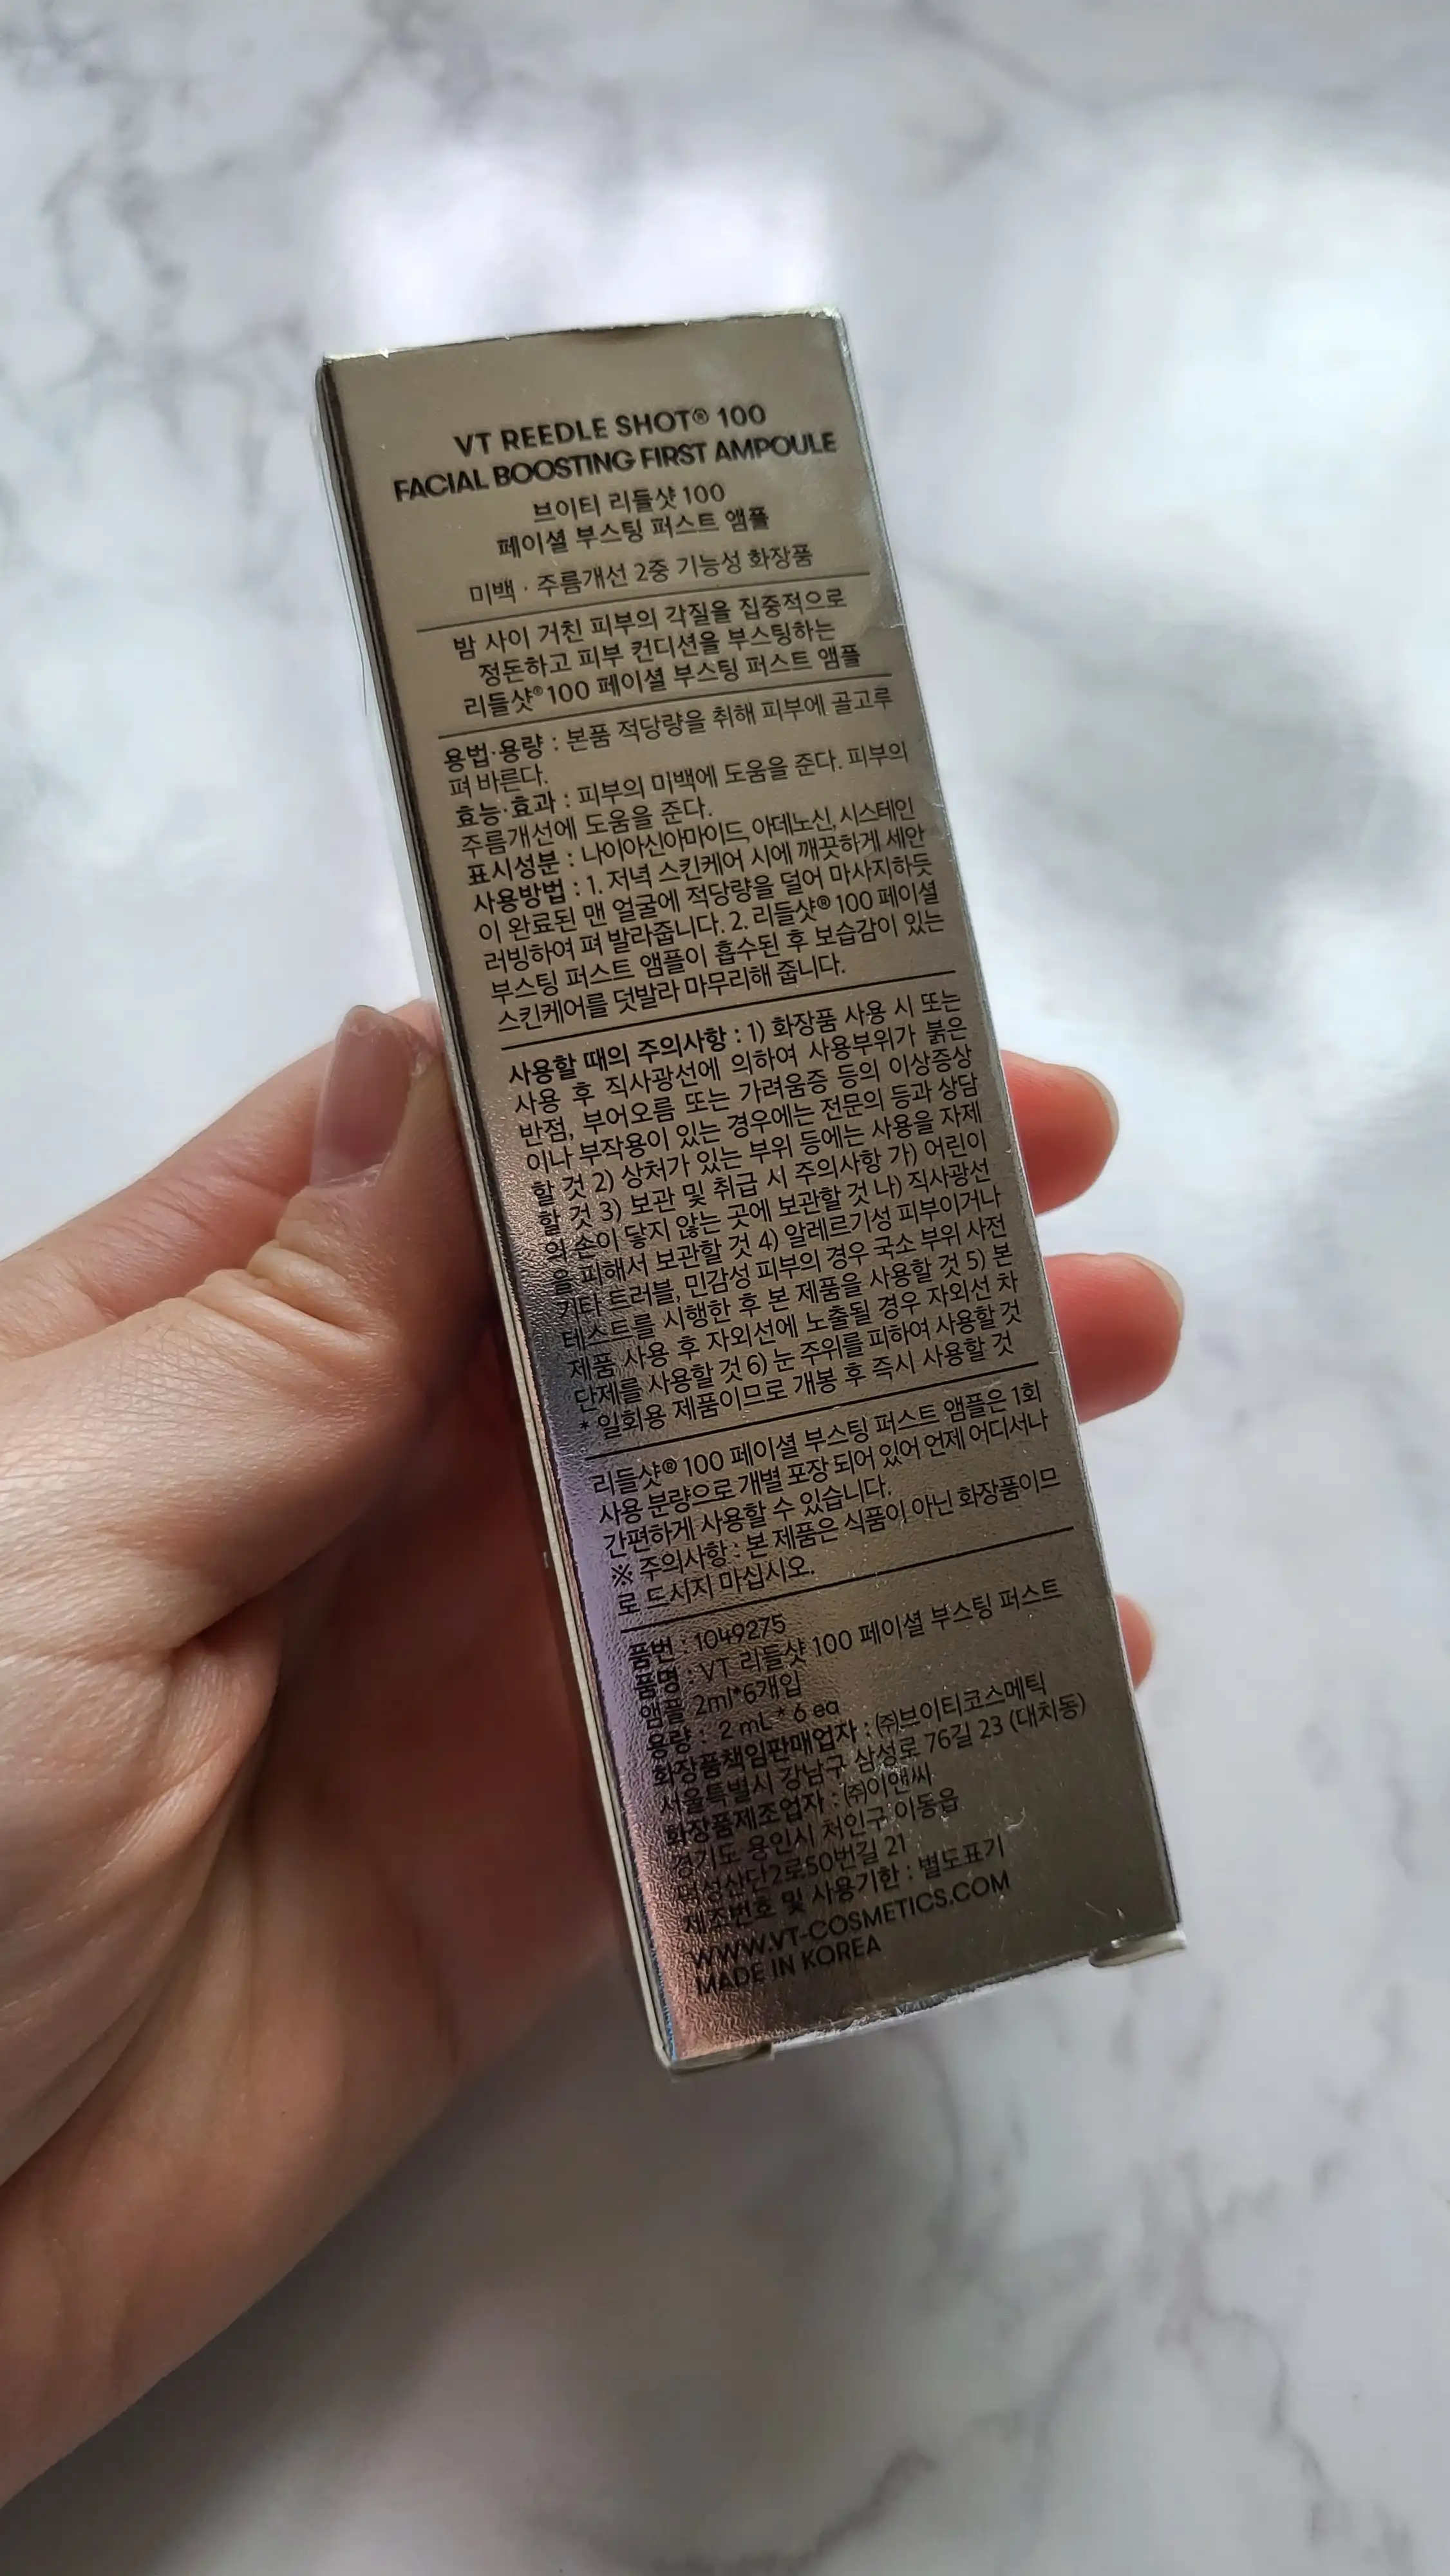 VT REEDLE SHOT® 100
FACIAL BOOSTING FIRST AMPOULE
브이티 리들샷 100
페이셜 부스팅 퍼스트 앰플
미백 · 주름개선 2중 기능성 화장품
밤 사이 거친 피부의 각질을 집중적으로
정돈하고 피부 컨디션을 부스팅하는
리들샷®100 페이셜 부스팅 퍼스트 앰플
용법·용량 : 본품 적당량을 취해 피부에 골고루
펴 바른다.
효능·효과 : 피부의 미백에 도움을 준다. 피부의
주름개선에 도움을 준다.
표시성분 : 나이아신아마이드, 아데노신, 시스테인
사용방법 : 1. 저녁 스킨케어 시에 깨끗하게 세안
이 완료된 맨 얼굴에 적당량을 덜어 마사지하듯
러빙하여 펴 발라줍니다. 2. 리들샷®100 페이셜
부스팅 퍼스트 앰플이 흡수된 후 보습감이 있는
스킨케어를 덧발라 마무리해 줍니다.
사용할 때의 주의사항 : 1) 화장품 사용 시 또는
사용 후 직사광선에 의하여 사용부위가 붉은
반점, 부어오름 또는 가려움증 등의 이상증상
이나 부작용이 있는 경우에는 전문의 등과 상담
할 것 2) 상처가 있는 부위 등에는 사용을 자제
할 것 3) 보관 및 취급 시 주의사항 가) 어린이
의 손이 닿지 않는 곳에 보관할 것 나) 직사광선
을 피해서 보관할 것 4) 알레르기성 피부이거나
기타 트러블, 민감성 피부의 경우 국소 부위 사전
테스트를 시행한 후 본 제품을 사용할 것 5) 본
제품 사용 후 자외선에 노출될 경우 자외선 차
단제를 사용할 것 6) 눈 주위를 피하여 사용할 것
* 일회용 제품이므로 개봉 후 즉시 사용할 것
리들샷®100 페이셜 부스팅 퍼스트 앰플은 1회
사용 분량으로 개별 포장 되어 있어 언제 어디서나
간편하게 사용할 수 있습니다.
※ 주의사항 : 본 제품은 식품이 아닌 화장품이므
로 드시지 마십시오.
품번 : 1049275
품명 : VT 리들샷 100 페이셜 부스팅 퍼스트
앰플 2ml*6개입
용량 : 2 mL * 6 ea
화장품책임판매업자 : ㈜브이티코스메틱
서울특별시 강남구 삼성로 76길 23 (대치동)
화장품제조업자 : ㈜이앤씨
경기도 용인시 처인구 이동읍
덕성산단2로50번길 21
제조번호 및 사용기한 : 별도표기
WWW.VT-COSMETICS.COM
MADE IN KOREA